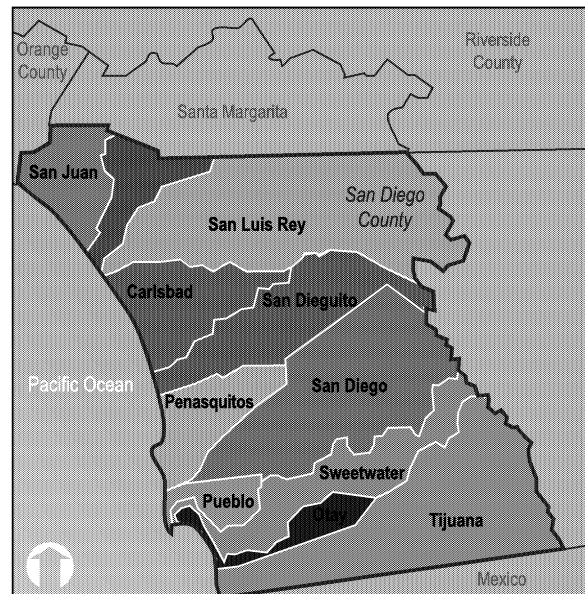 Orange
County
Riverside
County
Santa Margarita
San Juan
San Diego
County
San Luis Rey
Carlsbad
San Dieguito
Pacific Ocean
San Diego
Penasquitos
Sweetwater
Pueblo
Otay
Tijuana
Mexico